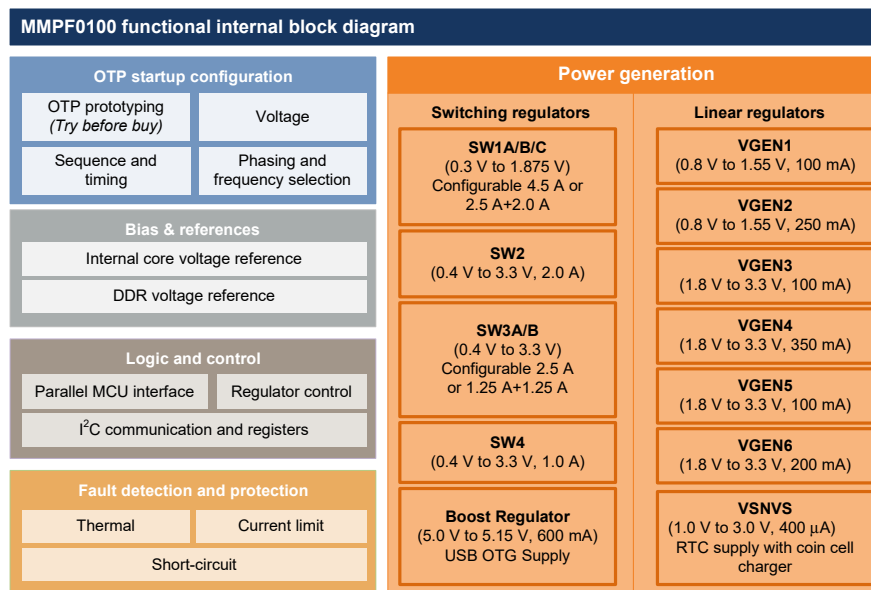 MMPF0100 functional internal block diagram
OTP startup configuration
OTP prototyping
(Try before buy)
Voltage
Sequence and
timing
Phasing and
frequency selection
Bias & references
Internal core voltage reference
DDR voltage reference
Logic and control
Parallel MCU interface
Regulator control
I²C communication and registers
Fault detection and protection
Thermal
Current limit
Short-circuit
Power generation
Switching regulators
SW1A/B/C
(0.3 V to 1.875 V)
Configurable 4.5 A or
2.5 A+2.0 A
SW2
(0.4 V to 3.3 V, 2.0 A)
SW3A/B
(0.4 V to 3.3 V)
Configurable 2.5 A
or 1.25 A+1.25 A
SW4
(0.4 V to 3.3 V, 1.0 A)
Boost Regulator
(5.0 V to 5.15 V, 600 mA)
USB OTG Supply
Linear regulators
VGEN1
(0.8 V to 1.55 V, 100 mA)
VGEN2
(0.8 V to 1.55 V, 250 mA)
VGEN3
(1.8 V to 3.3 V, 100 mA)
VGEN4
(1.8 V to 3.3 V, 350 mA)
VGEN5
(1.8 V to 3.3 V, 100 mA)
VGEN6
(1.8 V to 3.3 V, 200 mA)
VSNVS
(1.0 V to 3.0 V, 400 μA)
RTC supply with coin cell
charger